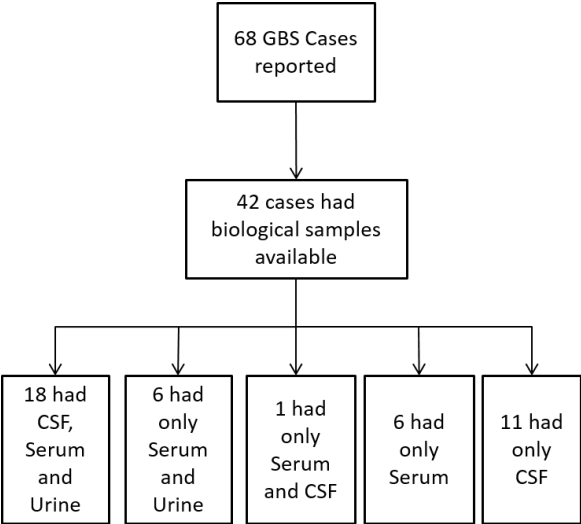 68 GBS Cases
reported
42 cases had
biological samples
available
18 had
CSF,
Serum
and
Urine
6 had
only
Serum
and
Urine
1 had
only
Serum
and CSF
6 had
only
Serum
11 had
only
CSF